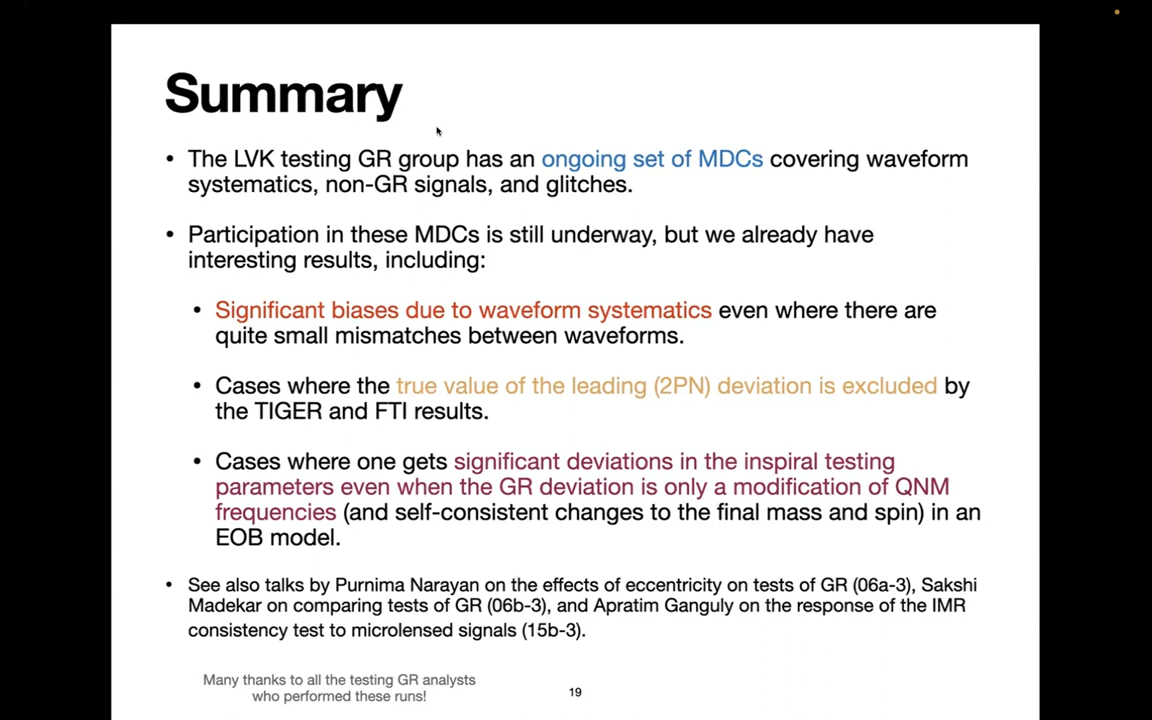 Summary
• The LVK testing GR group has an ongoing set of MDCs covering waveform
systematics, non-GR signals, and glitches.
• Participation in these MDCs is still underway, but we already have
interesting results, including:
• Significant biases due to waveform systematics even where there are
quite small mismatches between waveforms.
• Cases where the true value of the leading (2PN) deviation is excluded by
the TIGER and FTI results.
• Cases where one gets significant deviations in the inspiral testing
parameters even when the GR deviation is only a modification of QNM
frequencies (and self-consistent changes to the final mass and spin) in an
EOB model.
• See also talks by Purnima Narayan on the effects of eccentricity on tests of GR (06a-3), Sakshi
Madekar on comparing tests of GR (06b-3), and Apratim Ganguly on the response of the IMR
consistency test to microlensed signals (15b-3).
Many thanks to all the testing GR analysts
who performed these runs!
19